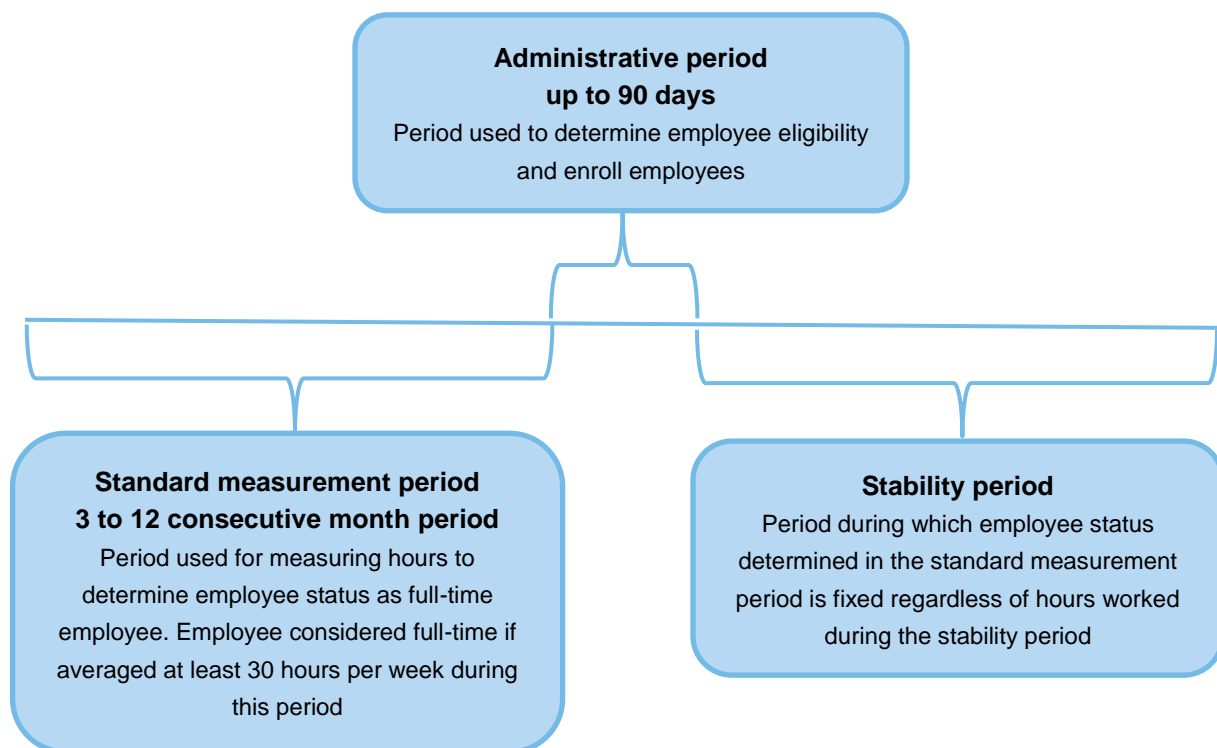 Administrative period
up to 90 days
Period used to determine employee eligibility
and enroll employees
Standard measurement period
3 to 12 consecutive month period
Period used for measuring hours to
determine employee status as full-time
employee. Employee considered full-time if
averaged at least 30 hours per week during
this period
Stability period
Period during which employee status
determined in the standard measurement
period is fixed regardless of hours worked
during the stability period